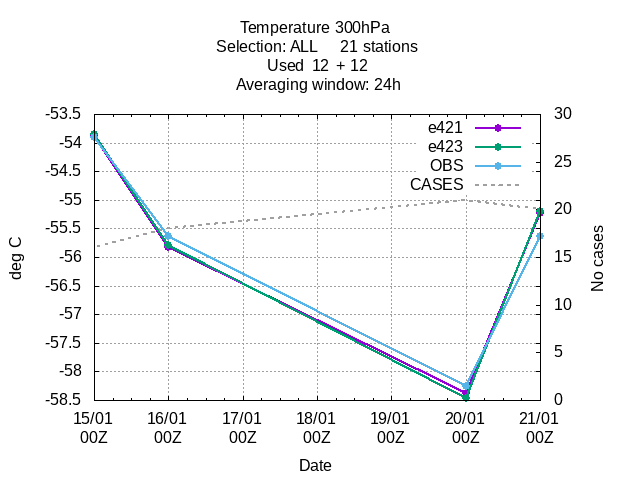 Temperature 300hPa
Selection: ALL 21 stations
Used 12 + 12
Averaging window: 24h
-53.5
-54
-54.5
-55
-55.5
-56
-56.5
-57
-57.5
-58
-58.5
deg C
30
25
20
15
10
5
0
No cases
e421
e423
OBS
CASES
15/01 16/01 17/01 18/01 19/01 20/01 21/01
00Z 00Z 00Z 00Z 00Z 00Z 00Z
Date